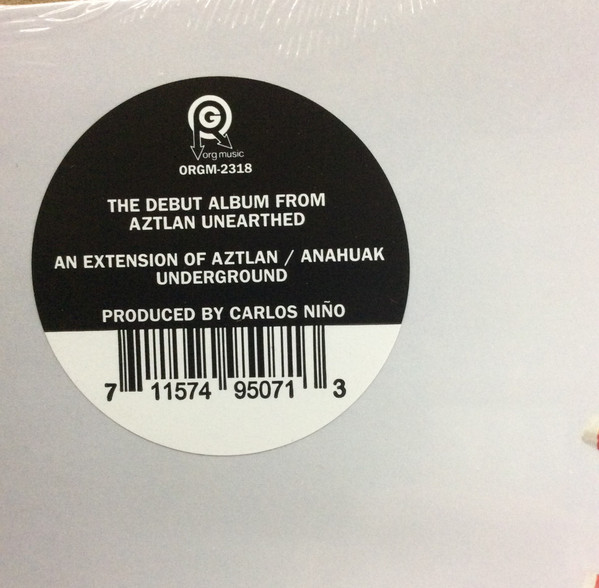 org music
ORGM-2318
THE DEBUT ALBUM FROM
AZTLAN UNEARTHED
AN EXTENSION OF AZTLAN / ANAHUAK
UNDERGROUND
PRODUCED BY CARLOS NIÑO
7 11574 95071 3